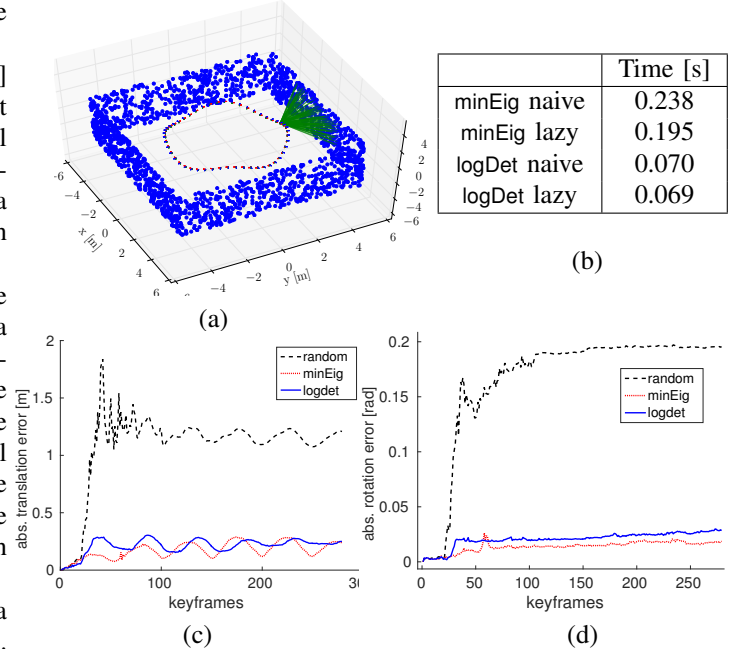 e
]
t
l
-
a
n
e
a
-
e
e
l
e
e
n
a
.
-6
-4
-2
0
2
4
6
x [m]
-4
-2
0
2
4
6
y [m]
4
2
0
-2
-4
-6
(a)
Time [s]
minEig naive 0.238
minEig lazy 0.195
logDet naive 0.070
logDet lazy 0.069
(b)
2
1.5
1
0.5
0
abs. translation error [m]
random
minEig
logdet
0 100 200
keyframes
(c)
0.2
0.15
0.1
0.05
0
abs. rotation error [rad]
random
minEig
logdet
0 50 100 150 200 250
keyframes
(d)